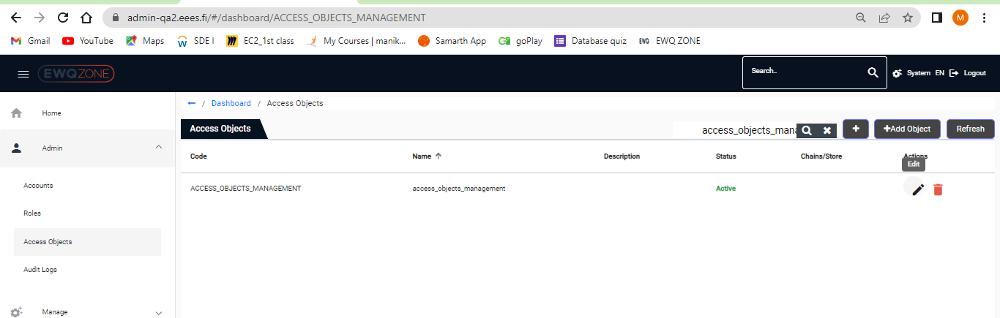 admin-qa2.eees.fi/#/dashboard/ACCESS_OBJECTS_MANAGEMENT
M
Gmail YouTube Maps SDE I EC2_1st class My Courses | manik... Samarth App goPlay Database quiz EWQ EWQ ZONE
EWQZONE Search.. System EN Logout
Home
Admin
Accounts
Roles
Access Objects
Audit Logs
Manage
/ Dashboard / Access Objects
Access Objects access_objects_mana +Add Object Refresh
Code Name Description Status Chains/Store Actions
Edit
ACCESS_OBJECTS_MANAGEMENT access_objects_management Active